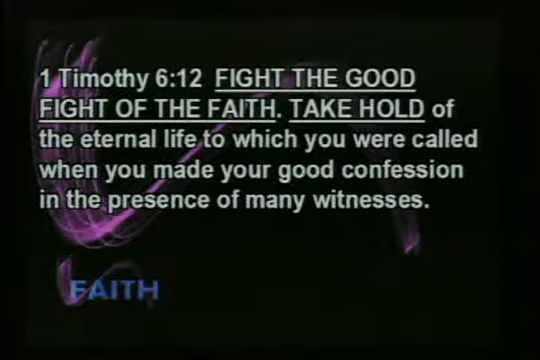 1 Timothy 6:12 FIGHT THE GOOD
FIGHT OF THE FAITH. TAKE HOLD of
the eternal life to which you were called
when you made your good confession
in the presence of many witnesses.
FAITH